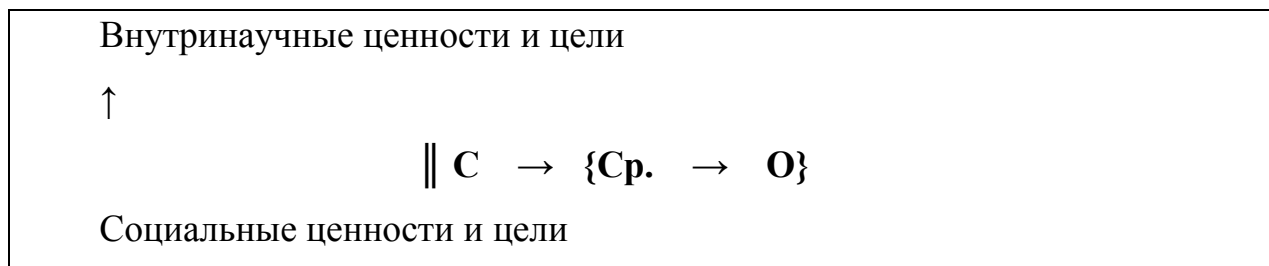 Внутринаучные ценности и цели
↑
‖ С → {Ср. → О}
Социальные ценности и цели